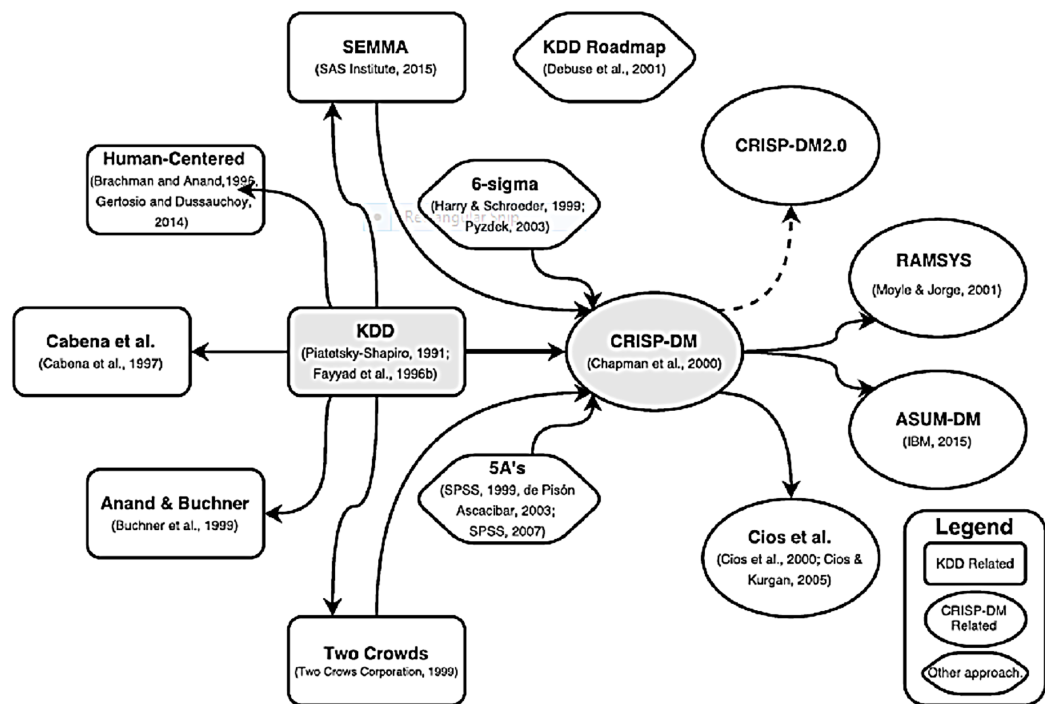 SEMMA
(SAS Institute, 2015)
KDD Roadmap
(Debuse et al., 2001)
CRISP-DM2.0
Human-Centered
(Brachman and Anand,1996,
Gertosio and Dussauchoy,
2014)
6-sigma
(Harry & Schroeder, 1999;
Pyzdek, 2003)
Rectangular Snip
RAMSYS
(Moyle & Jorge, 2001)
Cabena et al.
(Cabena et al., 1997)
KDD
(Piatetsky-Shapiro, 1991;
Fayyad et al., 1996b)
CRISP-DM
(Chapman et al., 2000)
ASUM-DM
(IBM, 2015)
Anand & Buchner
(Buchner et al., 1999)
5A's
(SPSS, 1999, de Pisón
Ascacibar, 2003;
SPSS, 2007)
Cios et al.
(Cios et al., 2000; Cios &
Kurgan, 2005)
Two Crowds
(Two Crows Corporation, 1999)
Legend
KDD Related
CRISP-DM
Related
Other approach.